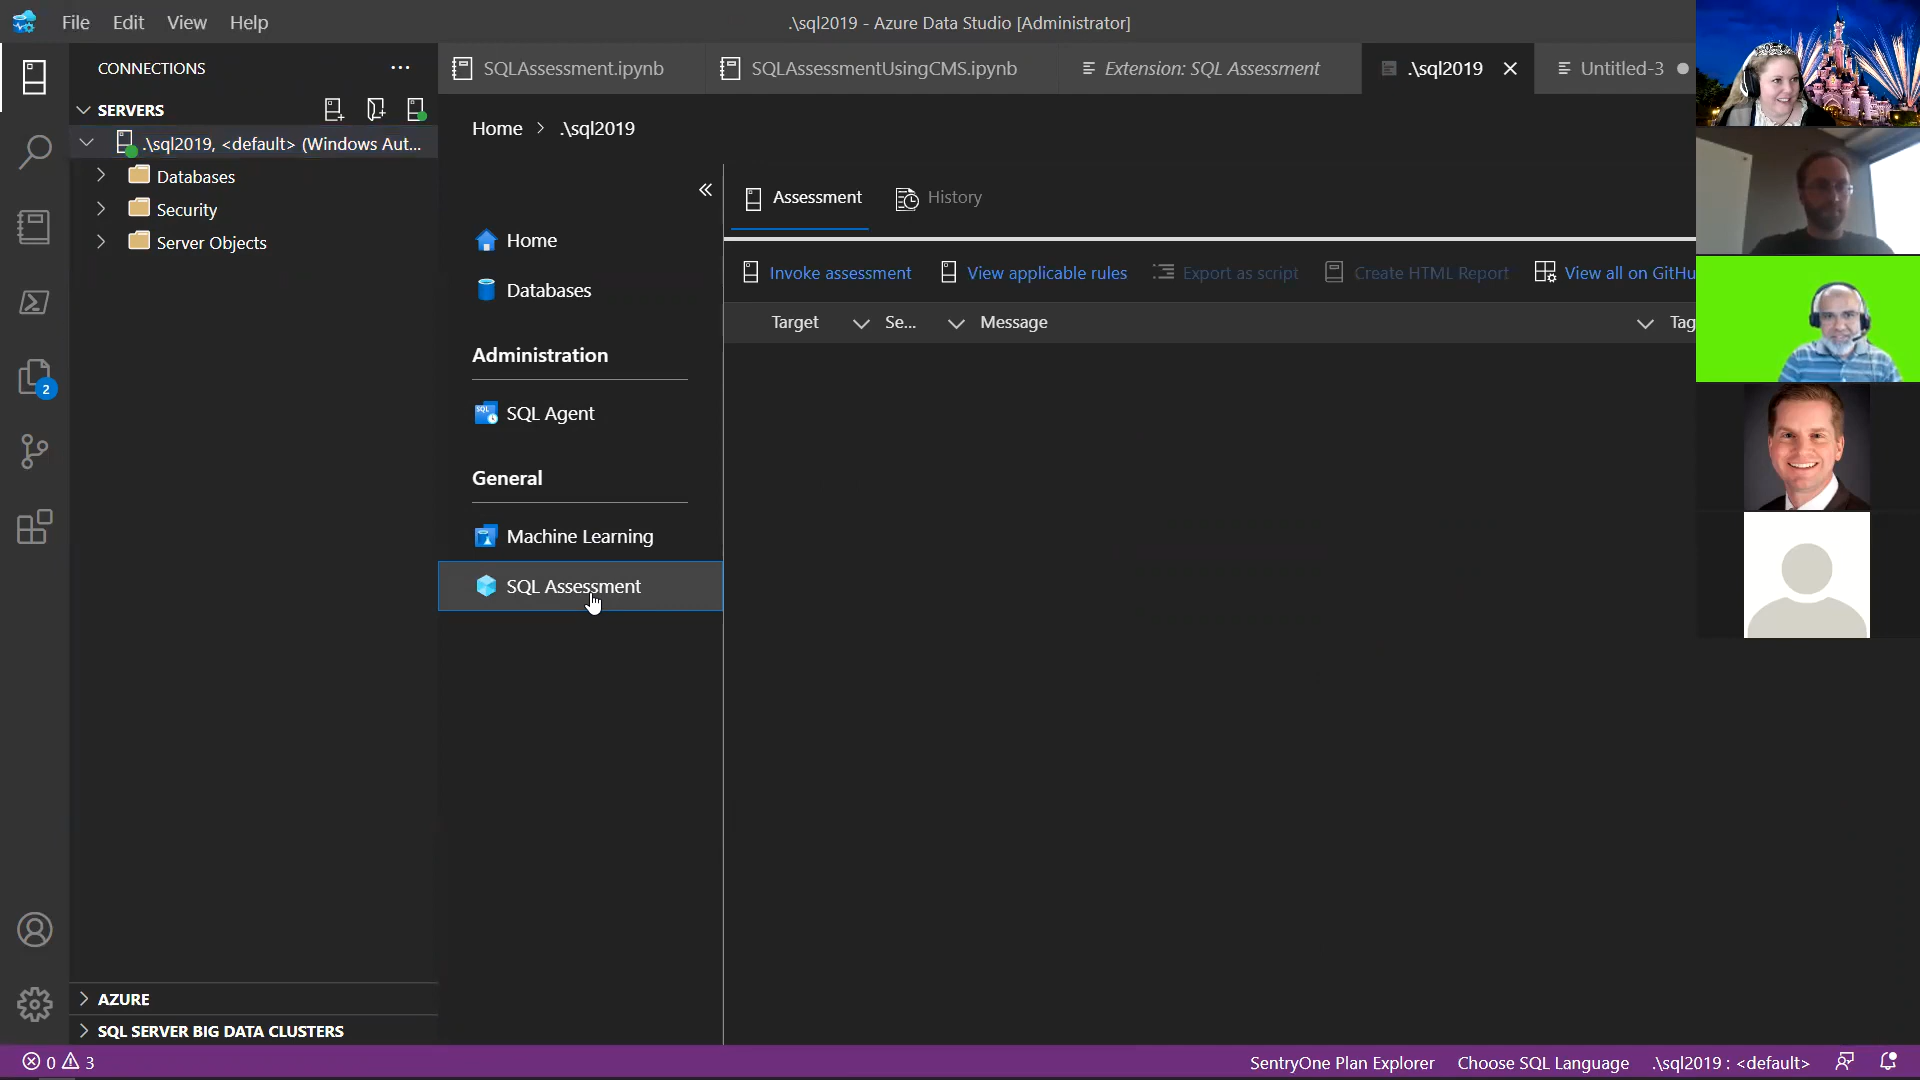 File Edit View Help
.\sql2019 - Azure Data Studio [Administrator]
CONNECTIONS
SERVERS
.\sql2019, <default> (Windows Aut...
Databases
Security
Server Objects
AZURE
SQL SERVER BIG DATA CLUSTERS
2
SQLAssessment.ipynb
SQLAssessmentUsingCMS.ipynb
Extension: SQL Assessment
.\sql2019
Untitled-3
Home > .\sql2019
Home
Databases
Administration
SQL Agent
General
Machine Learning
SQL Assessment
Assessment
History
Invoke assessment
View applicable rules
Export as script
Create HTML Report
View all on GitHu
Target
Se...
Message
Tag
0 3
SentryOne Plan Explorer
Choose SQL Language
.\sql2019 : <default>